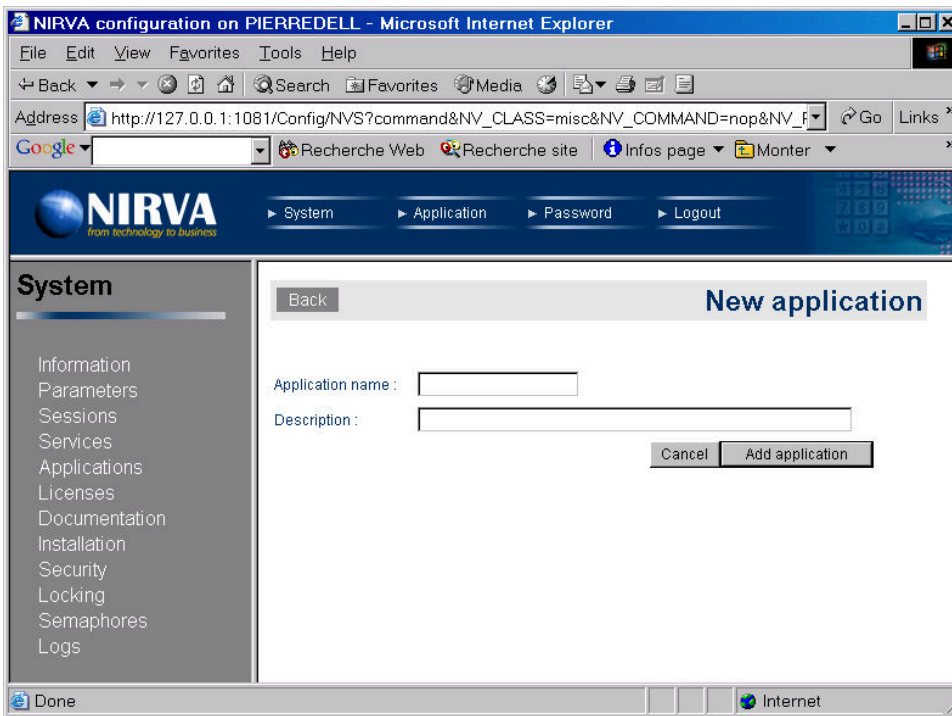 NIRVA configuration on PIERREDELL - Microsoft Internet Explorer
File Edit View Favorites Tools Help
Back Search Favorites Media
Address http://127.0.0.1:1081/Config/NVS?command&NV_CLASS=misc&NV_COMMAND=nop&NV_ Go Links
Google Recherche Web Recherche site Infos page Monter
NIRVA
from technology to business
System Application Password Logout
System
Back
New application
Information
Parameters
Sessions
Services
Applications
Licenses
Documentation
Installation
Security
Locking
Semaphores
Logs
Application name :
Description :
Cancel Add application
Done Internet